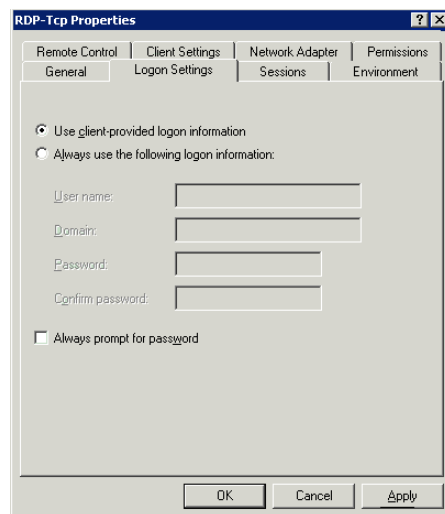 RDP-Tcp Properties
Remote Control Client Settings Network Adapter Permissions
General Logon Settings Sessions Environment
Use client-provided logon information
Always use the following logon information:
User name:
Domain:
Password:
Confirm password:
Always prompt for password
OK Cancel Apply